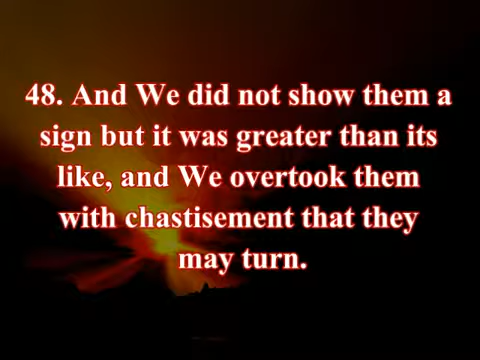 48. And We did not show them a
sign but it was greater than its
like, and We overtook them
with chastisement that they
may turn.